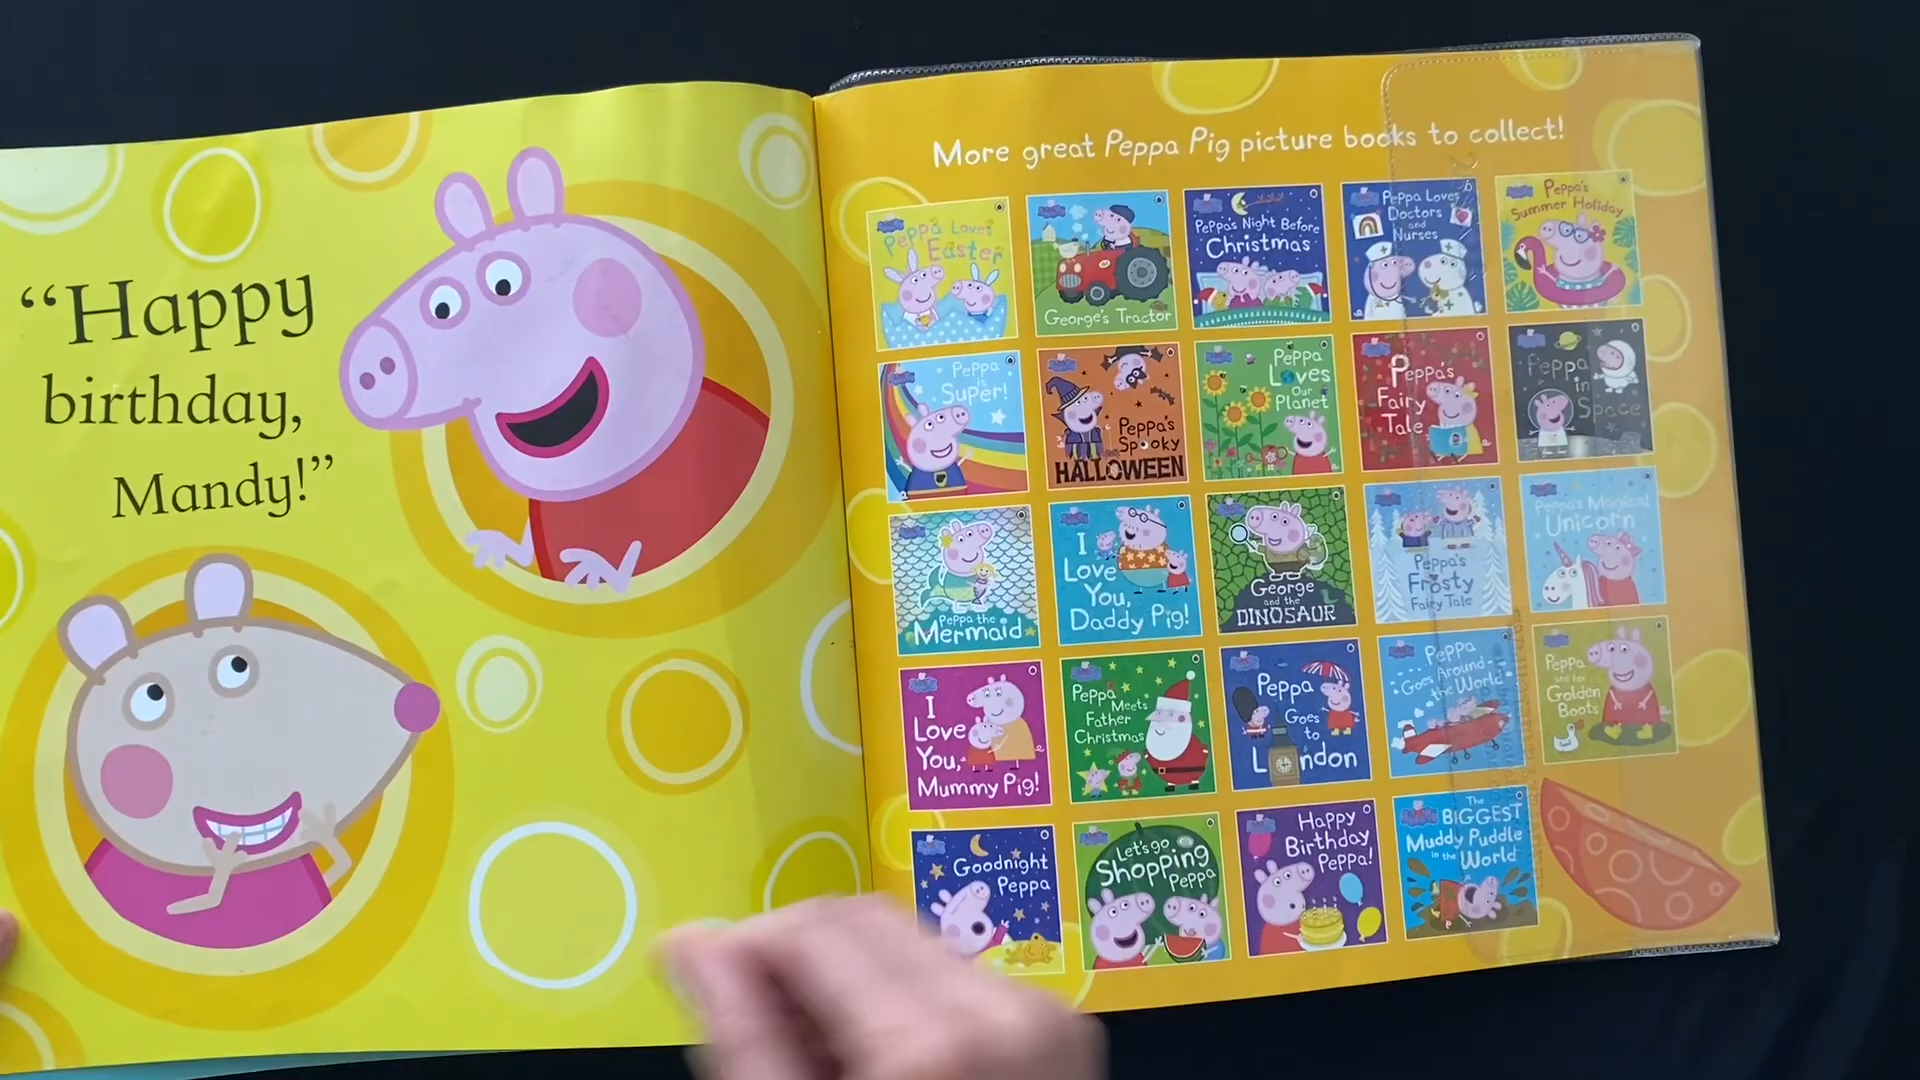 “Happy
birthday,
Mandy!”
More great Peppa Pig picture books to collect!
Peppa Loves
Easter
George's Tractor
Peppa's Night Before
Christmas
Peppa Loves
Doctors
and
Nurses
Peppa's
Summer Holiday
Peppa
is
Super!
Peppa's
Spooky
HALLOWEEN
Peppa
Loves
Our
Planet
Peppa's
Fairy
Tale
Peppa
in
Space
Peppa the
Mermaid
I
Love
You,
Daddy Pig!
George
and the
DINOSAUR
Peppa's
Frosty
Fairy Tale
Peppa's Magical
Unicorn
I
Love
You,
Mummy Pig!
Peppa
Meets
Father
Christmas
Peppa
Goes
to
London
Peppa
Goes Around
the World
Peppa
and her
Golden
Boots
Goodnight
Peppa
Let's go
Shopping
Peppa
Happy
Birthday
Peppa!
The
BIGGEST
Muddy Puddle
in the World